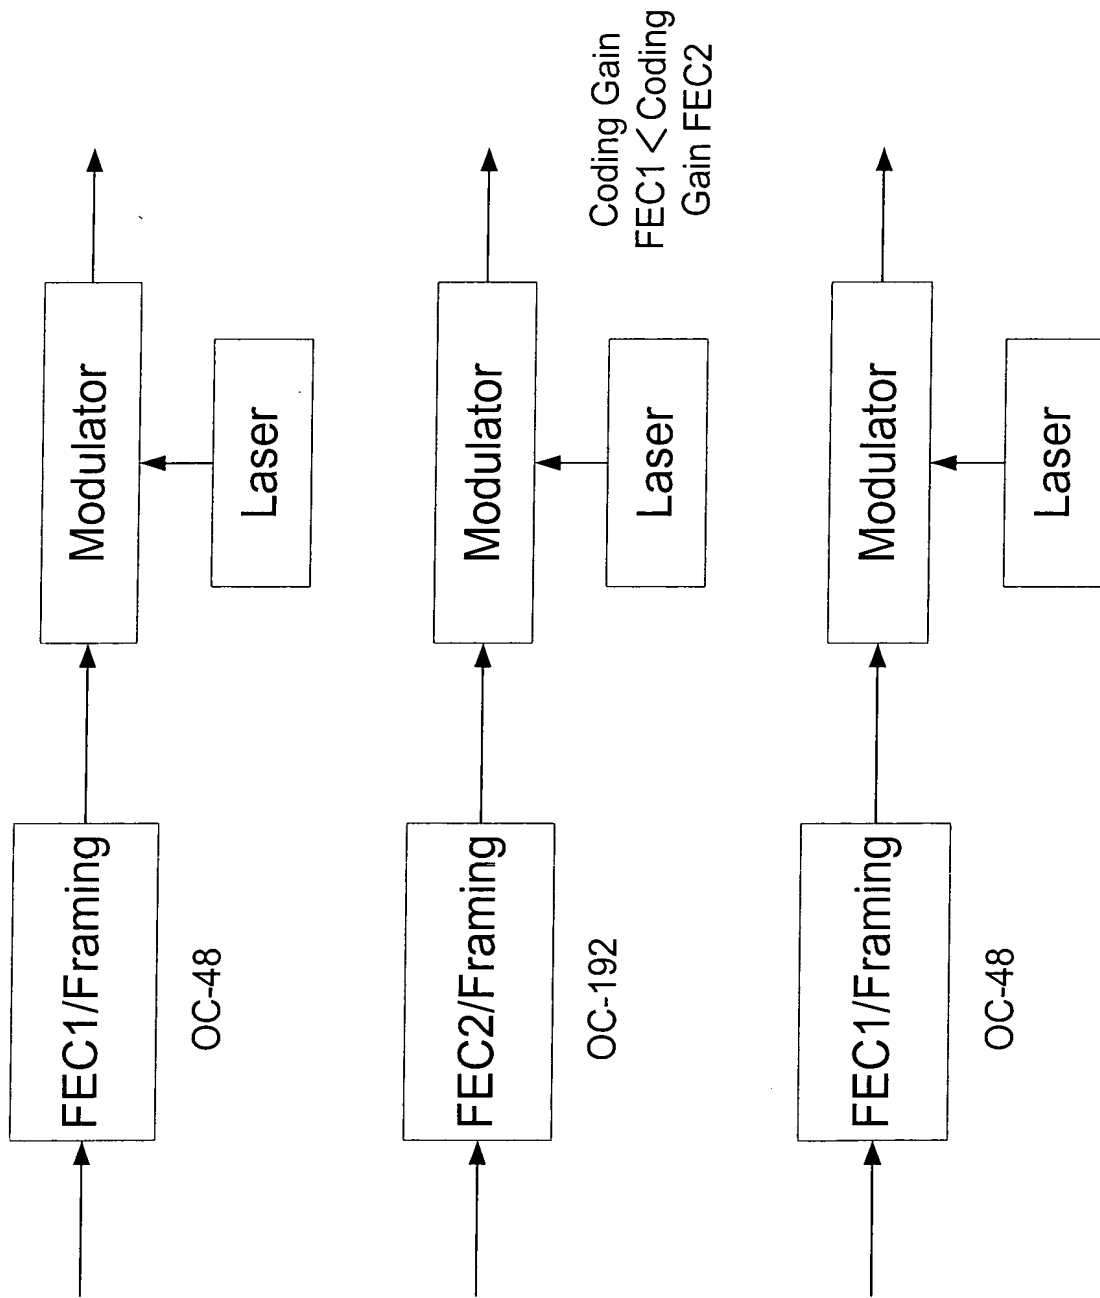 FEC1/Framing
OC-48
Modulator
Laser
FEC2/Framing
OC-192
Modulator
Laser
Coding Gain
FEC1 < Coding
Gain FEC2
FEC1/Framing
OC-48
Modulator
Laser